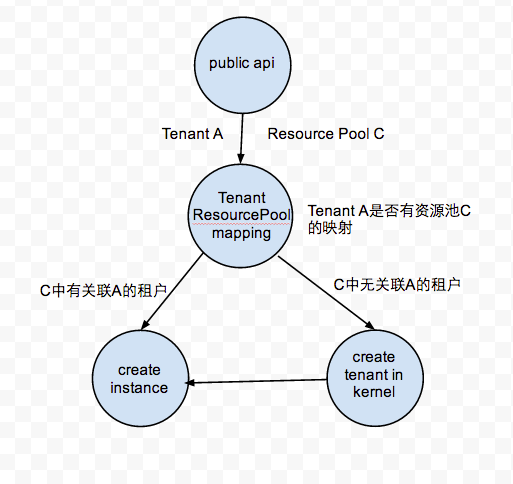 public api
Tenant A
Resource Pool C
Tenant
ResourcePool
mapping
Tenant A是否有资源池C
的映射
C中有关联A的租户
C中无关联A的租户
create
instance
create
tenant in
kernel